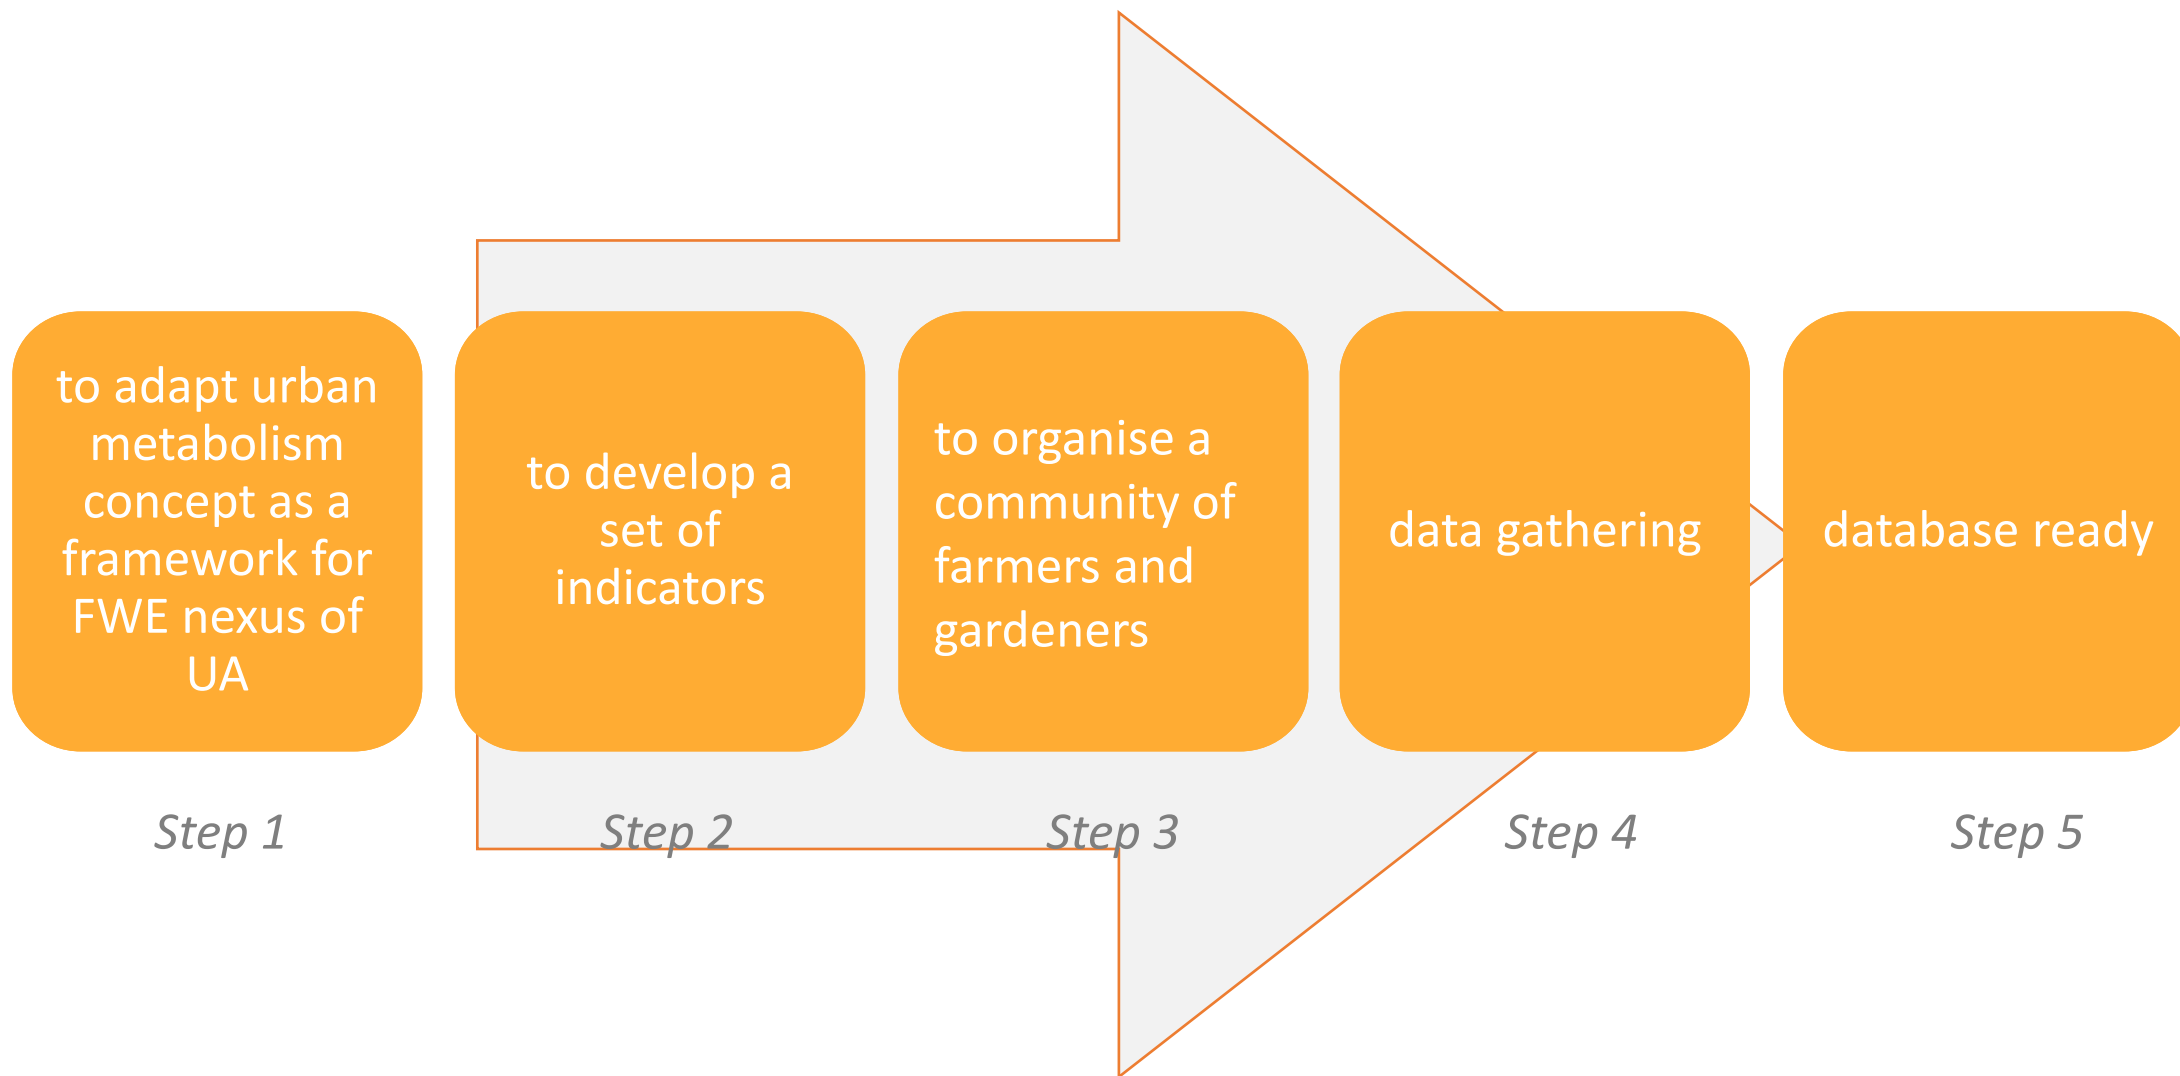 to adapt urban
metabolism
concept as a
framework for
FWE nexus of
UA
to develop a
set of
indicators
to organise a
community of
farmers and
gardeners
data gathering
database ready
Step 1
Step 2
Step 3
Step 4
Step 5